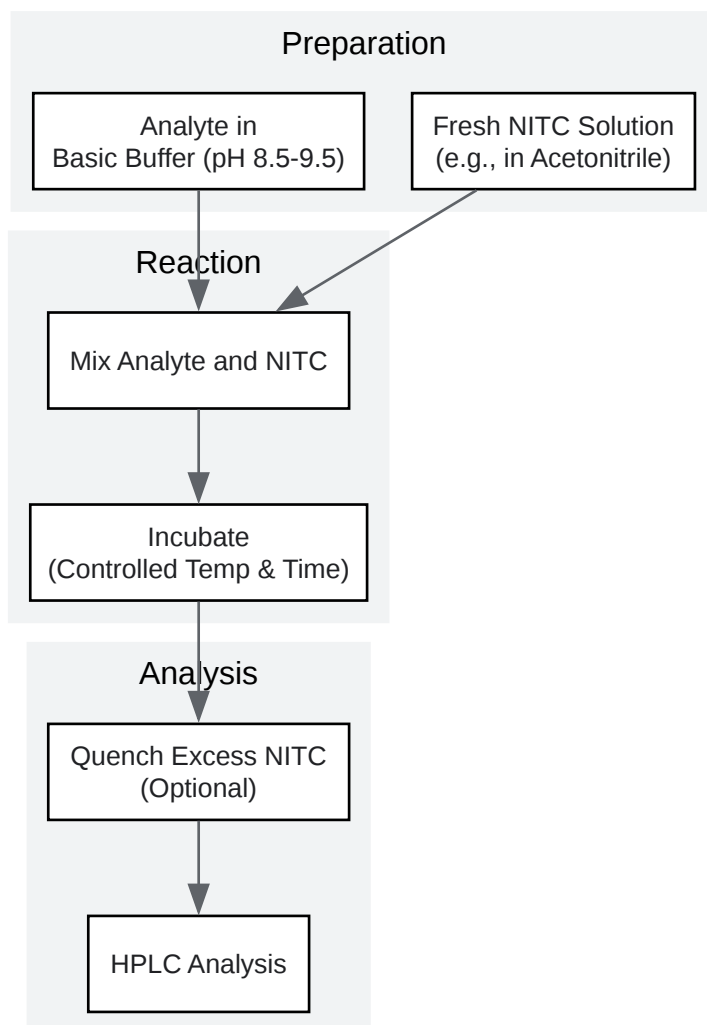 Preparation
Analyte in
Basic Buffer (pH 8.5-9.5)
Fresh NITC Solution
(e.g., in Acetonitrile)
Reaction
Mix Analyte and NITC
Incubate
(Controlled Temp & Time)
Analysis
Quench Excess NITC
(Optional)
HPLC Analysis